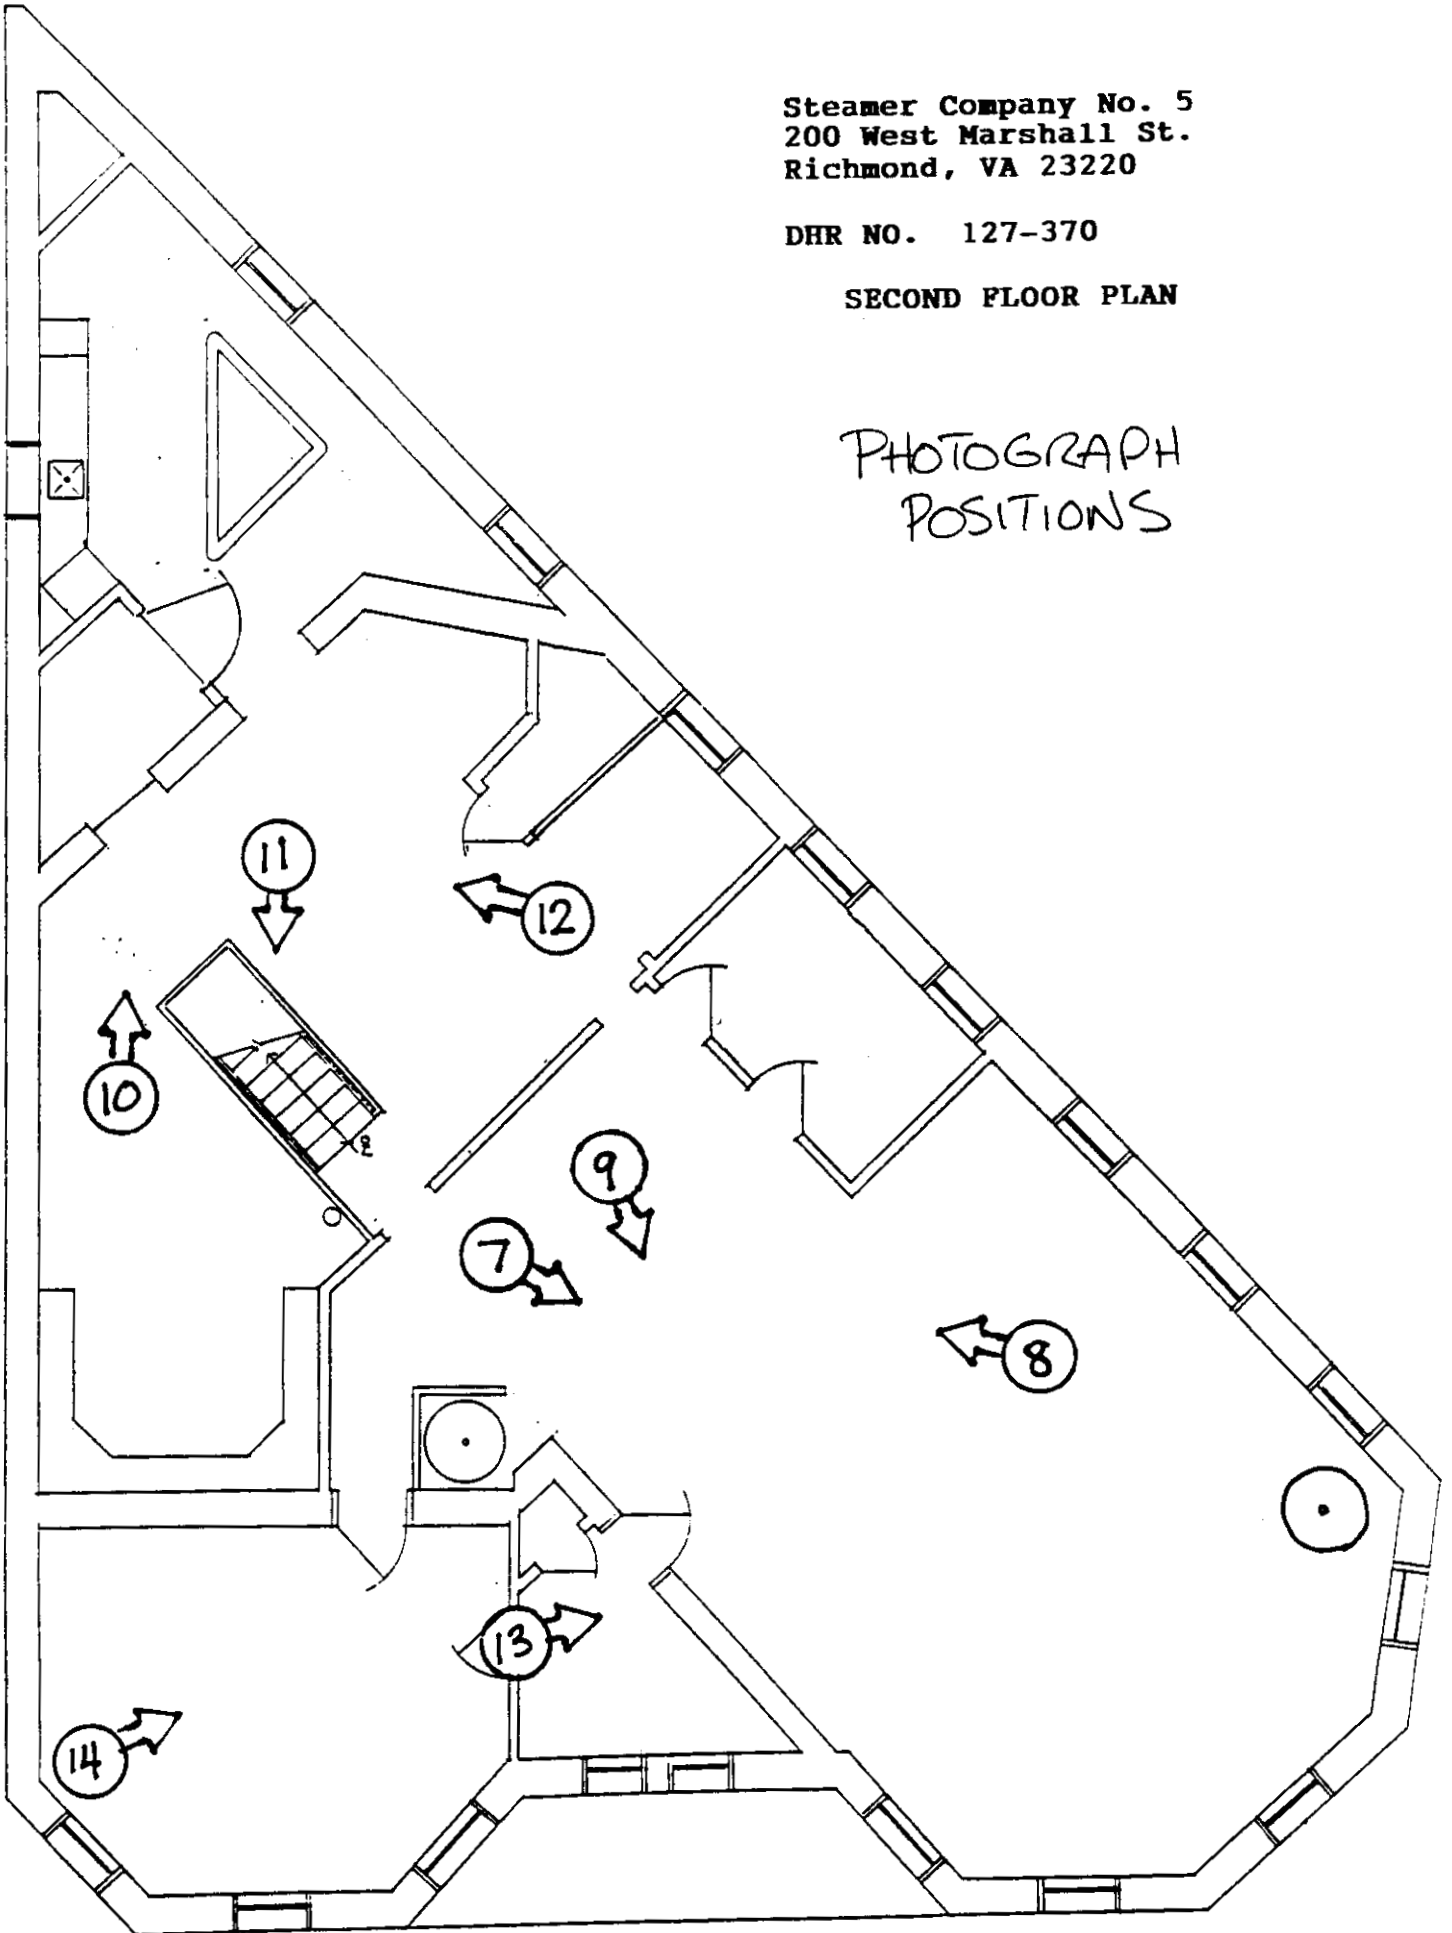 Steamer Company No. 5
200 West Marshall St.
Richmond, VA 23220
DHR NO. 127-370
SECOND FLOOR PLAN
PHOTOGRAPH
POSITIONS
11
12
10
9
7
8
13
14